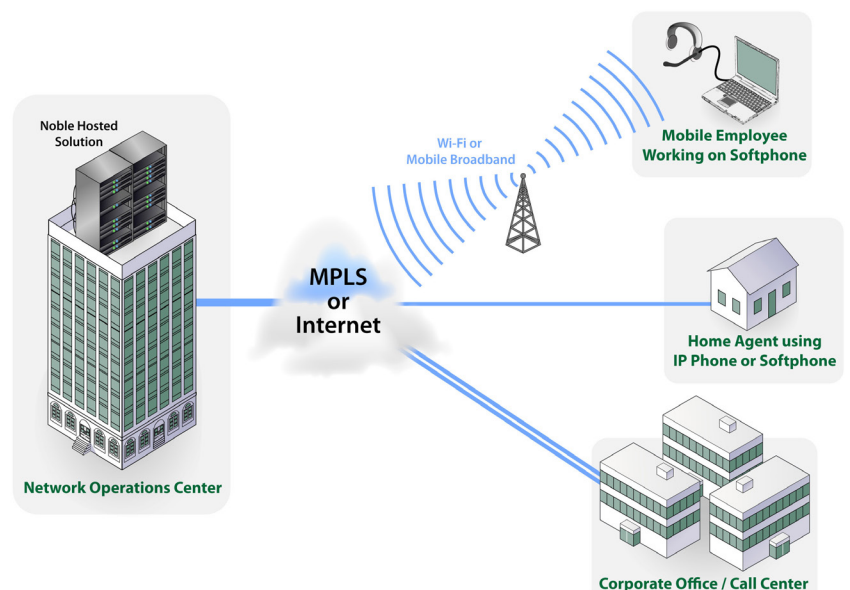 Noble Hosted
Solution
Network Operations Center
MPLS
or
Internet
Wi-Fi or
Mobile Broadband
Mobile Employee
Working on Softphone
Home Agent using
IP Phone or Softphone
Corporate Office / Call Center